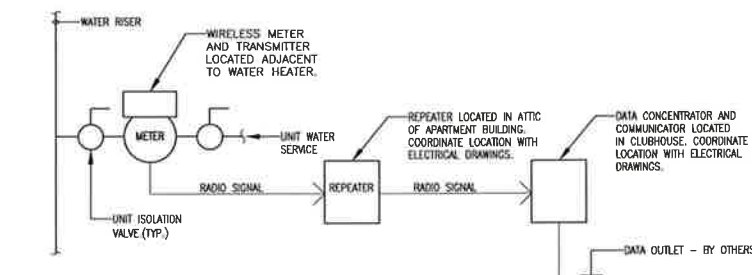 WATER RISER
WIRELESS METER
AND TRANSMITTER
LOCATED ADJACENT
TO WATER HEATER.
METER
UNIT WATER
SERVICE
REPEATER LOCATED IN ATTIC
OF APARTMENT BUILDING.
COORDINATE LOCATION WITH
ELECTRICAL DRAWINGS.
DATA CONCENTRATOR AND
COMMUNICATOR LOCATED
IN CLUBHOUSE. COORDINATE
LOCATION WITH ELECTRICAL
DRAWINGS.
RADIO SIGNAL
REPEATER
RADIO SIGNAL
UNIT ISOLATION
VALVE.(TYP.)
DATA OUTLET - BY OTHERS